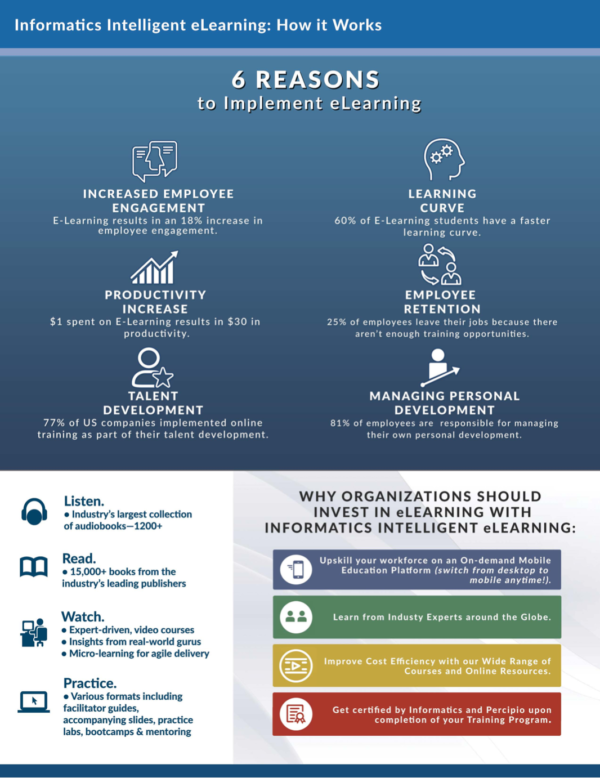 Informatics Intelligent eLearning: How it Works
6 REASONS
to Implement eLearning
INCREASED EMPLOYEE
ENGAGEMENT
E-Learning results in an 18% increase in
employee engagement.
LEARNING
CURVE
60% of E-Learning students have a faster
learning curve.
PRODUCTIVITY
INCREASE
$1 spent on E-Learning results in $30 in
productivity.
EMPLOYEE
RETENTION
25% of employees leave their jobs because there
aren't enough training opportunities.
TALENT
DEVELOPMENT
77% of US companies implemented online
training as part of their talent development.
MANAGING PERSONAL
DEVELOPMENT
81% of employees are responsible for managing
their own personal development.
Listen.
• Industry's largest collection
of audiobooks—1200+
Read.
• 15,000+ books from the
industry's leading publishers
Watch.
• Expert-driven, video courses
• Insights from real-world gurus
• Micro-learning for agile delivery
Practice.
• Various formats including
facilitator guides,
accompanying slides, practice
labs, bootcamps & mentoring
WHY ORGANIZATIONS SHOULD
INVEST IN eLEARNING WITH
INFORMATICS INTELLIGENT eLEARNING:
Upskill your workforce on an On-demand Mobile
Education Platform (switch from desktop to
mobile anytime!).
Learn from Industy Experts around the Globe.
Improve Cost Efficiency with our Wide Range of
Courses and Online Resources.
Get certified by Informatics and Percipio upon
completion of your Training Program.